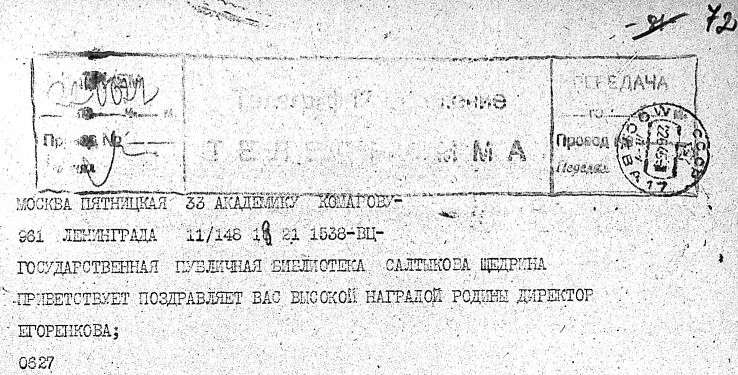 72
ПЕРЕДАЧА
Провод
МОСКВА ПЯТНИЦКАЯ 33 АКАДЕМИКУ КОМАРОВУ-
961 ЛЕНИНГРАДА 11/148 18 21 1538-ВЦ-
ГОСУДАРСТВЕННАЯ ПУБЛИЧНАЯ БИБЛИОТЕКА САЛТЫКОВА ЩЕДРИНА
ПРИВЕТСТВУЕТ ПОЗДРАВЛЯЕТ ВАС ВЫСОКОЙ НАГРАДОЙ РОДИНЫ ДИРЕКТОР
ЕГОРЕНКОВА;
0627